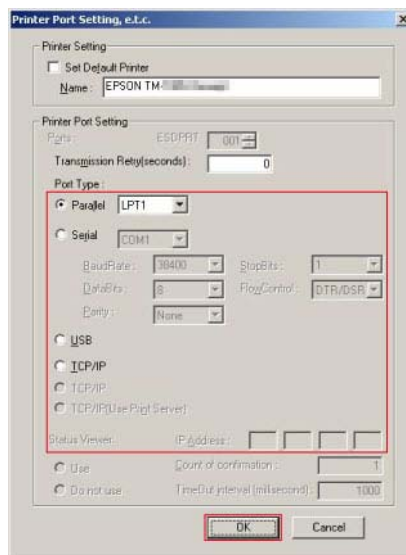 Printer Port Setting, e.t.c.
Printer Setting
Set Default Printer
Name : EPSON TM-
Printer Port Setting
Ports: ESDPRT 001
Transmission Retry(seconds) : 0
Port Type :
Parallel LPT1
Serial COM1
BaudRate : 38400 StopBits : 1
DataBits : 8 FlowControl : DTR/DSR
Parity : None
USB
TCP/IP
TCP/IP
TCP/IP(Use Print Server)
Status Viewer IP Address :
Use Count of confirmation : 1
Do not use TimeOut interval (millisecond) : 1000
OK Cancel